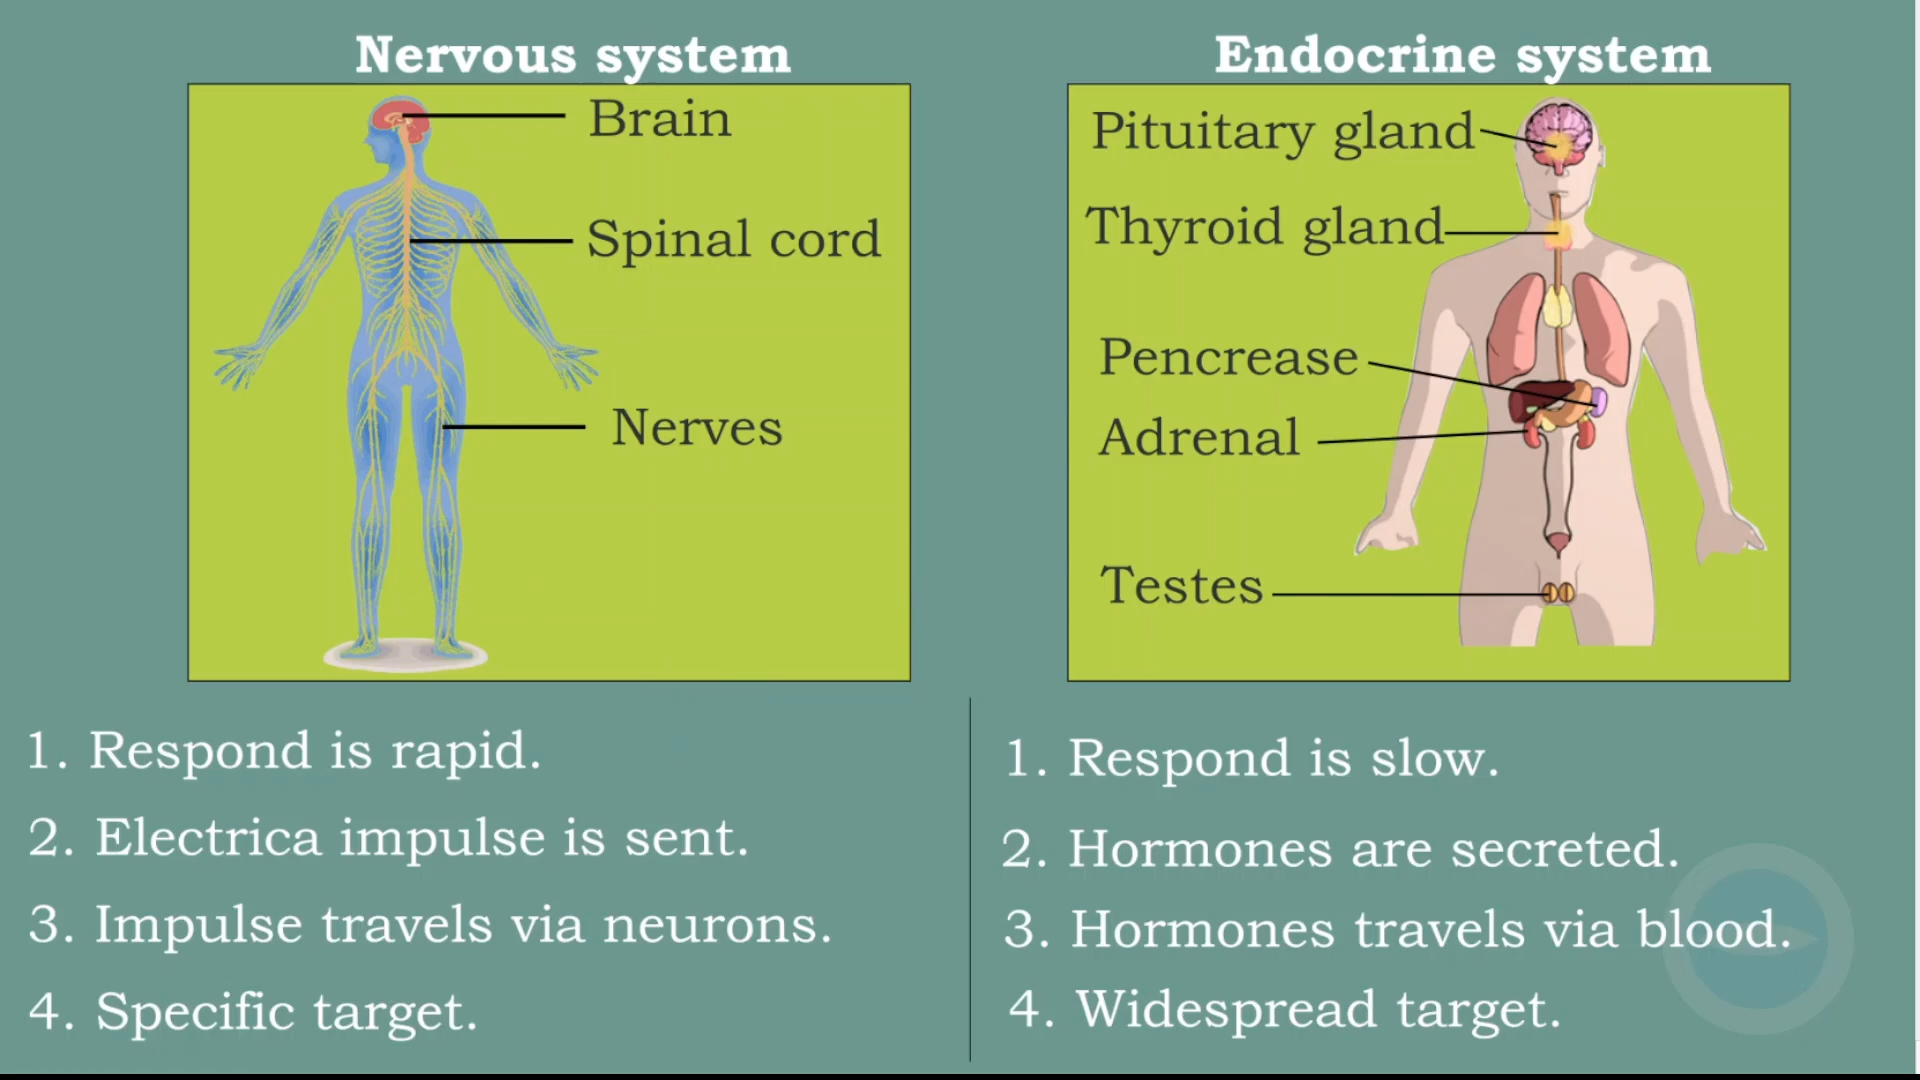 Nervous system
Brain
Spinal cord
Nerves
1. Respond is rapid.
2. Electrica impulse is sent.
3. Impulse travels via neurons.
4. Specific target.
Endocrine system
Pituitary gland
Thyroid gland
Pencrease
Adrenal
Testes
1. Respond is slow.
2. Hormones are secreted.
3. Hormones travels via blood.
4. Widespread target.